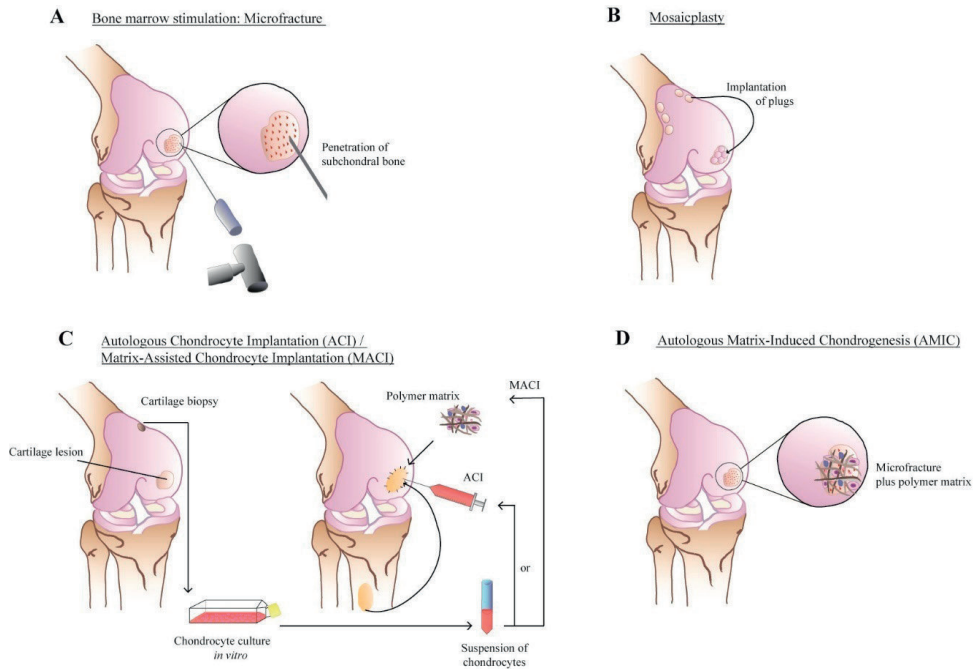 A
Bone marrow stimulation: Microfracture
Penetration of
subchondral bone
B
Mosaicplasty
Implantation
of plugs
C
Autologous Chondrocyte Implantation (ACI) /
Matrix-Assisted Chondrocyte Implantation (MACI)
Cartilage biopsy
Cartilage lesion
Polymer matrix
MACI
ACI
or
Chondrocyte culture
in vitro
Suspension of
chondrocytes
D
Autologous Matrix-Induced Chondrogenesis (AMIC)
Microfracture
plus polymer matrix